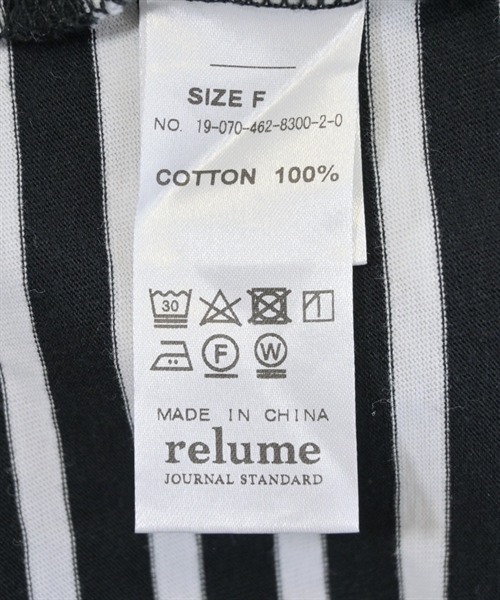 SIZE F
NO. 19-070-462-8300-2-0
COTTON 100%
30
F W
MADE IN CHINA
relume
JOURNAL STANDARD